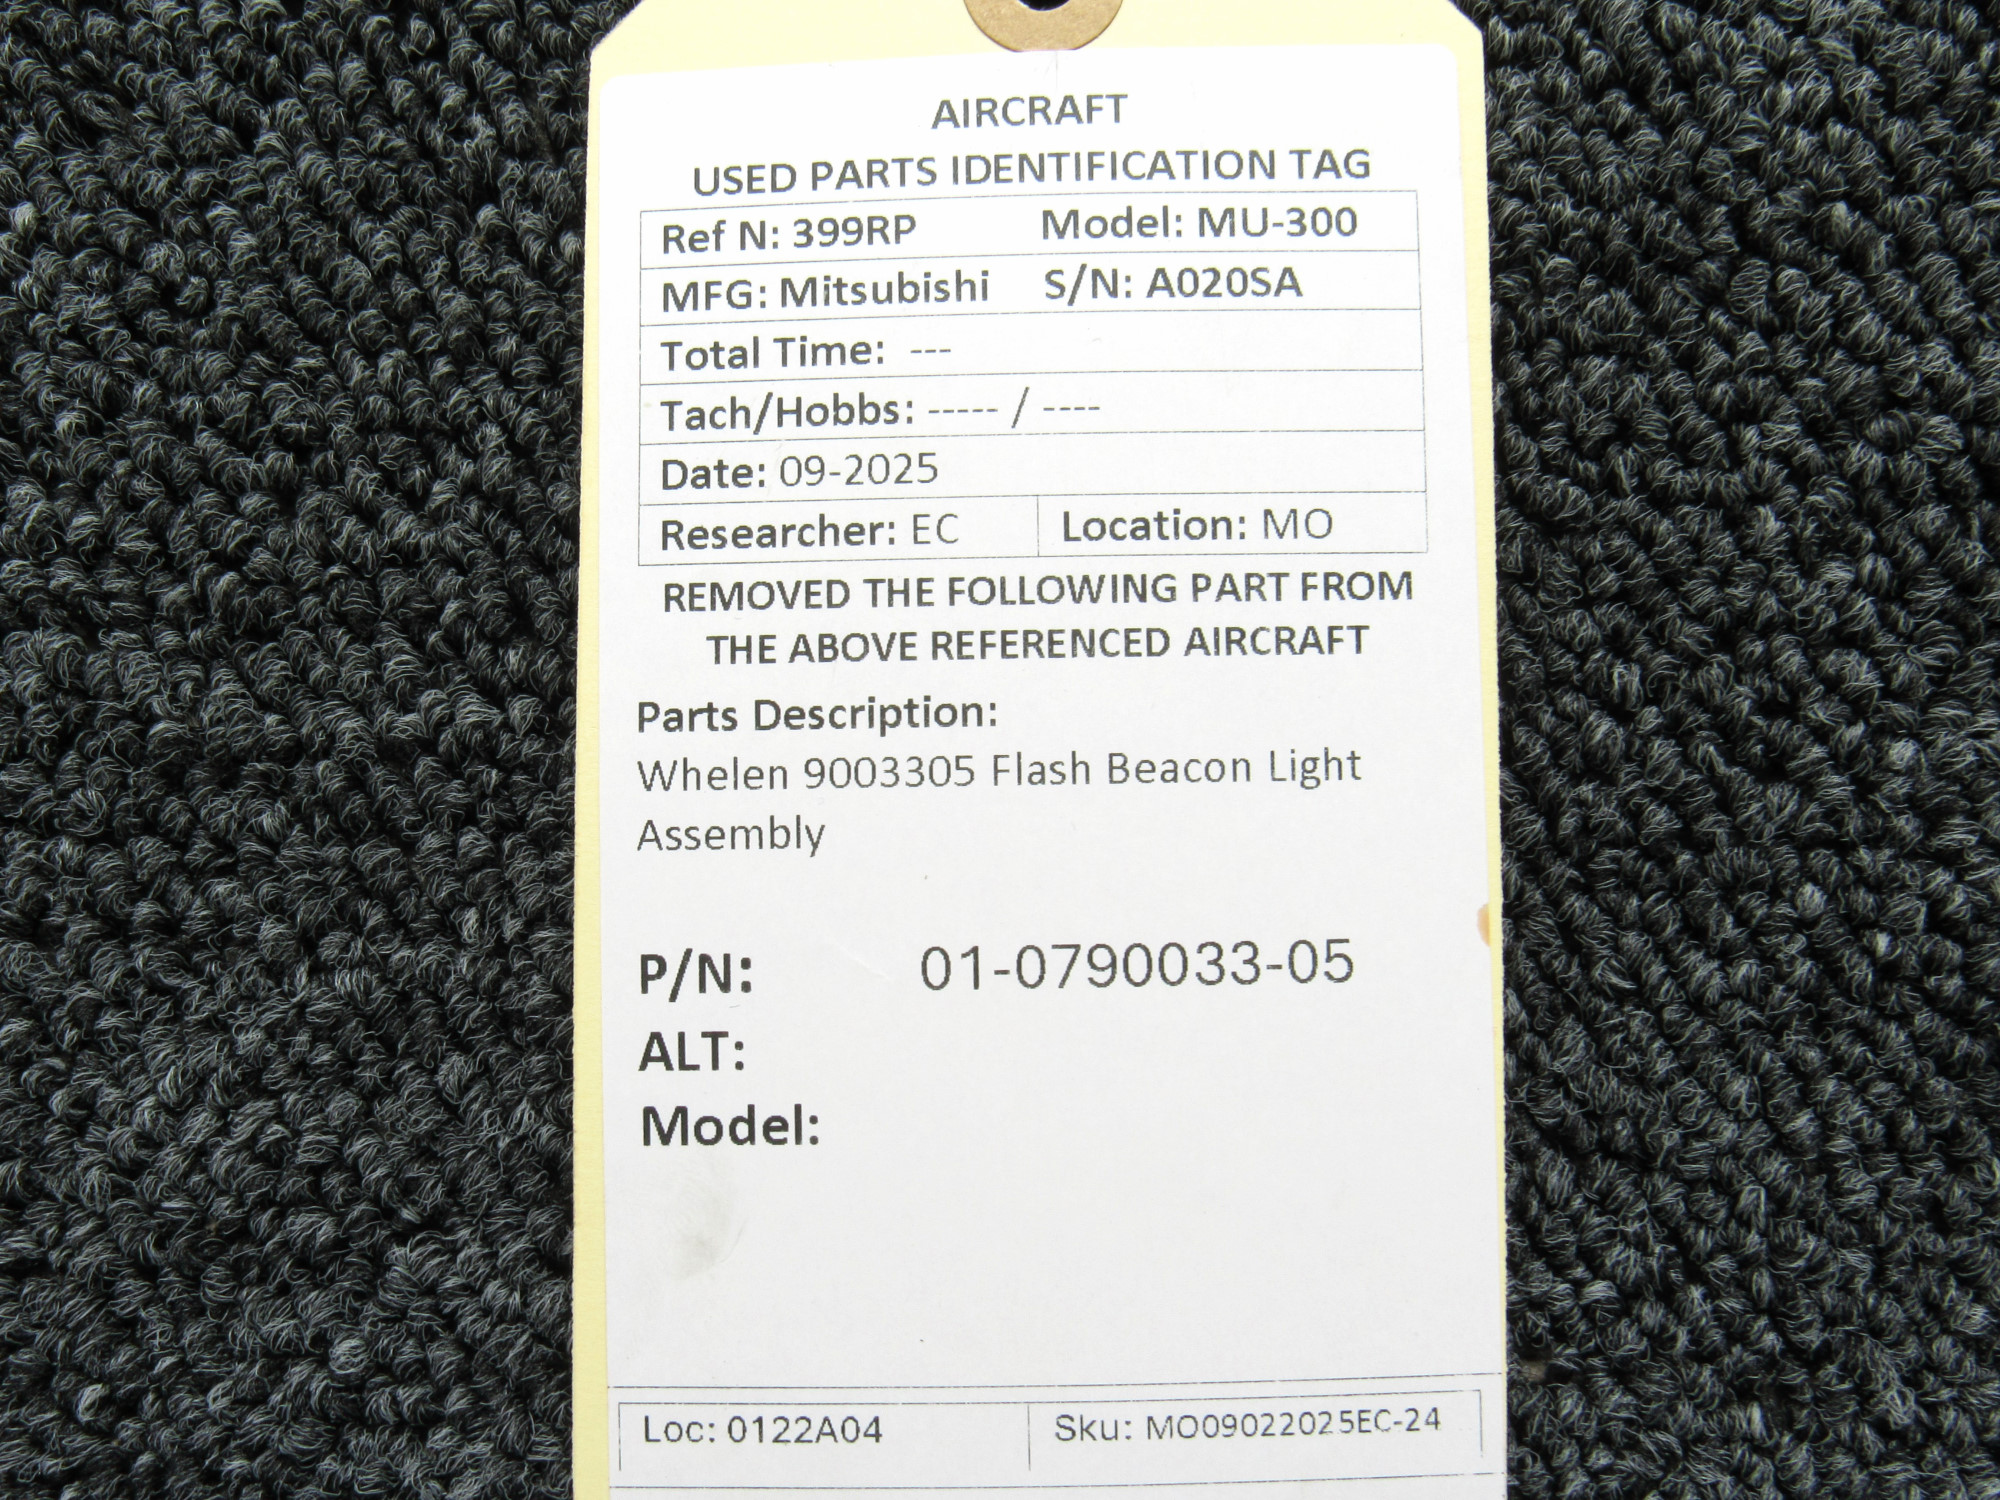 AIRCRAFT
USED PARTS IDENTIFICATION TAG
Ref N: 399RP Model: MU-300
MFG: Mitsubishi S/N: A020SA
Total Time: ---
Tach/Hobbs: ----- / ----
Date: 09-2025
Researcher: EC Location: MO
REMOVED THE FOLLOWING PART FROM
THE ABOVE REFERENCED AIRCRAFT
Parts Description:
Whelen 9003305 Flash Beacon Light
Assembly
P/N: 01-0790033-05
ALT:
Model:
Loc: 0122A04 Sku: MO09022025EC-24